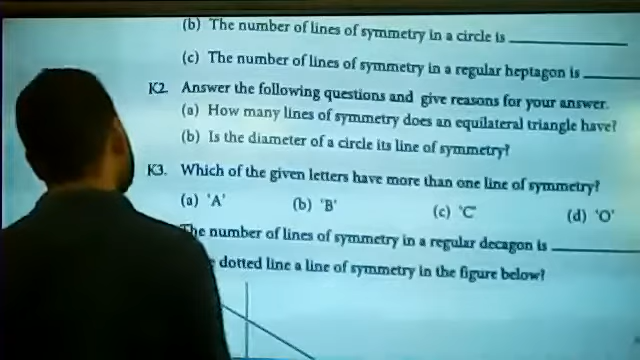 (b) The number of lines of symmetry in a circle is
(c) The number of lines of symmetry in a regular heptagon is
K2. Answer the following questions and give reasons for your answer.
(a) How many lines of symmetry does an equilateral triangle have?
(b) Is the diameter of a circle its line of symmetry?
K3. Which of the given letters have more than one line of symmetry?
(a) 'A' (b) 'B' (c) 'C' (d) 'O'
The number of lines of symmetry in a regular decagon is
dotted line a line of symmetry in the figure below?